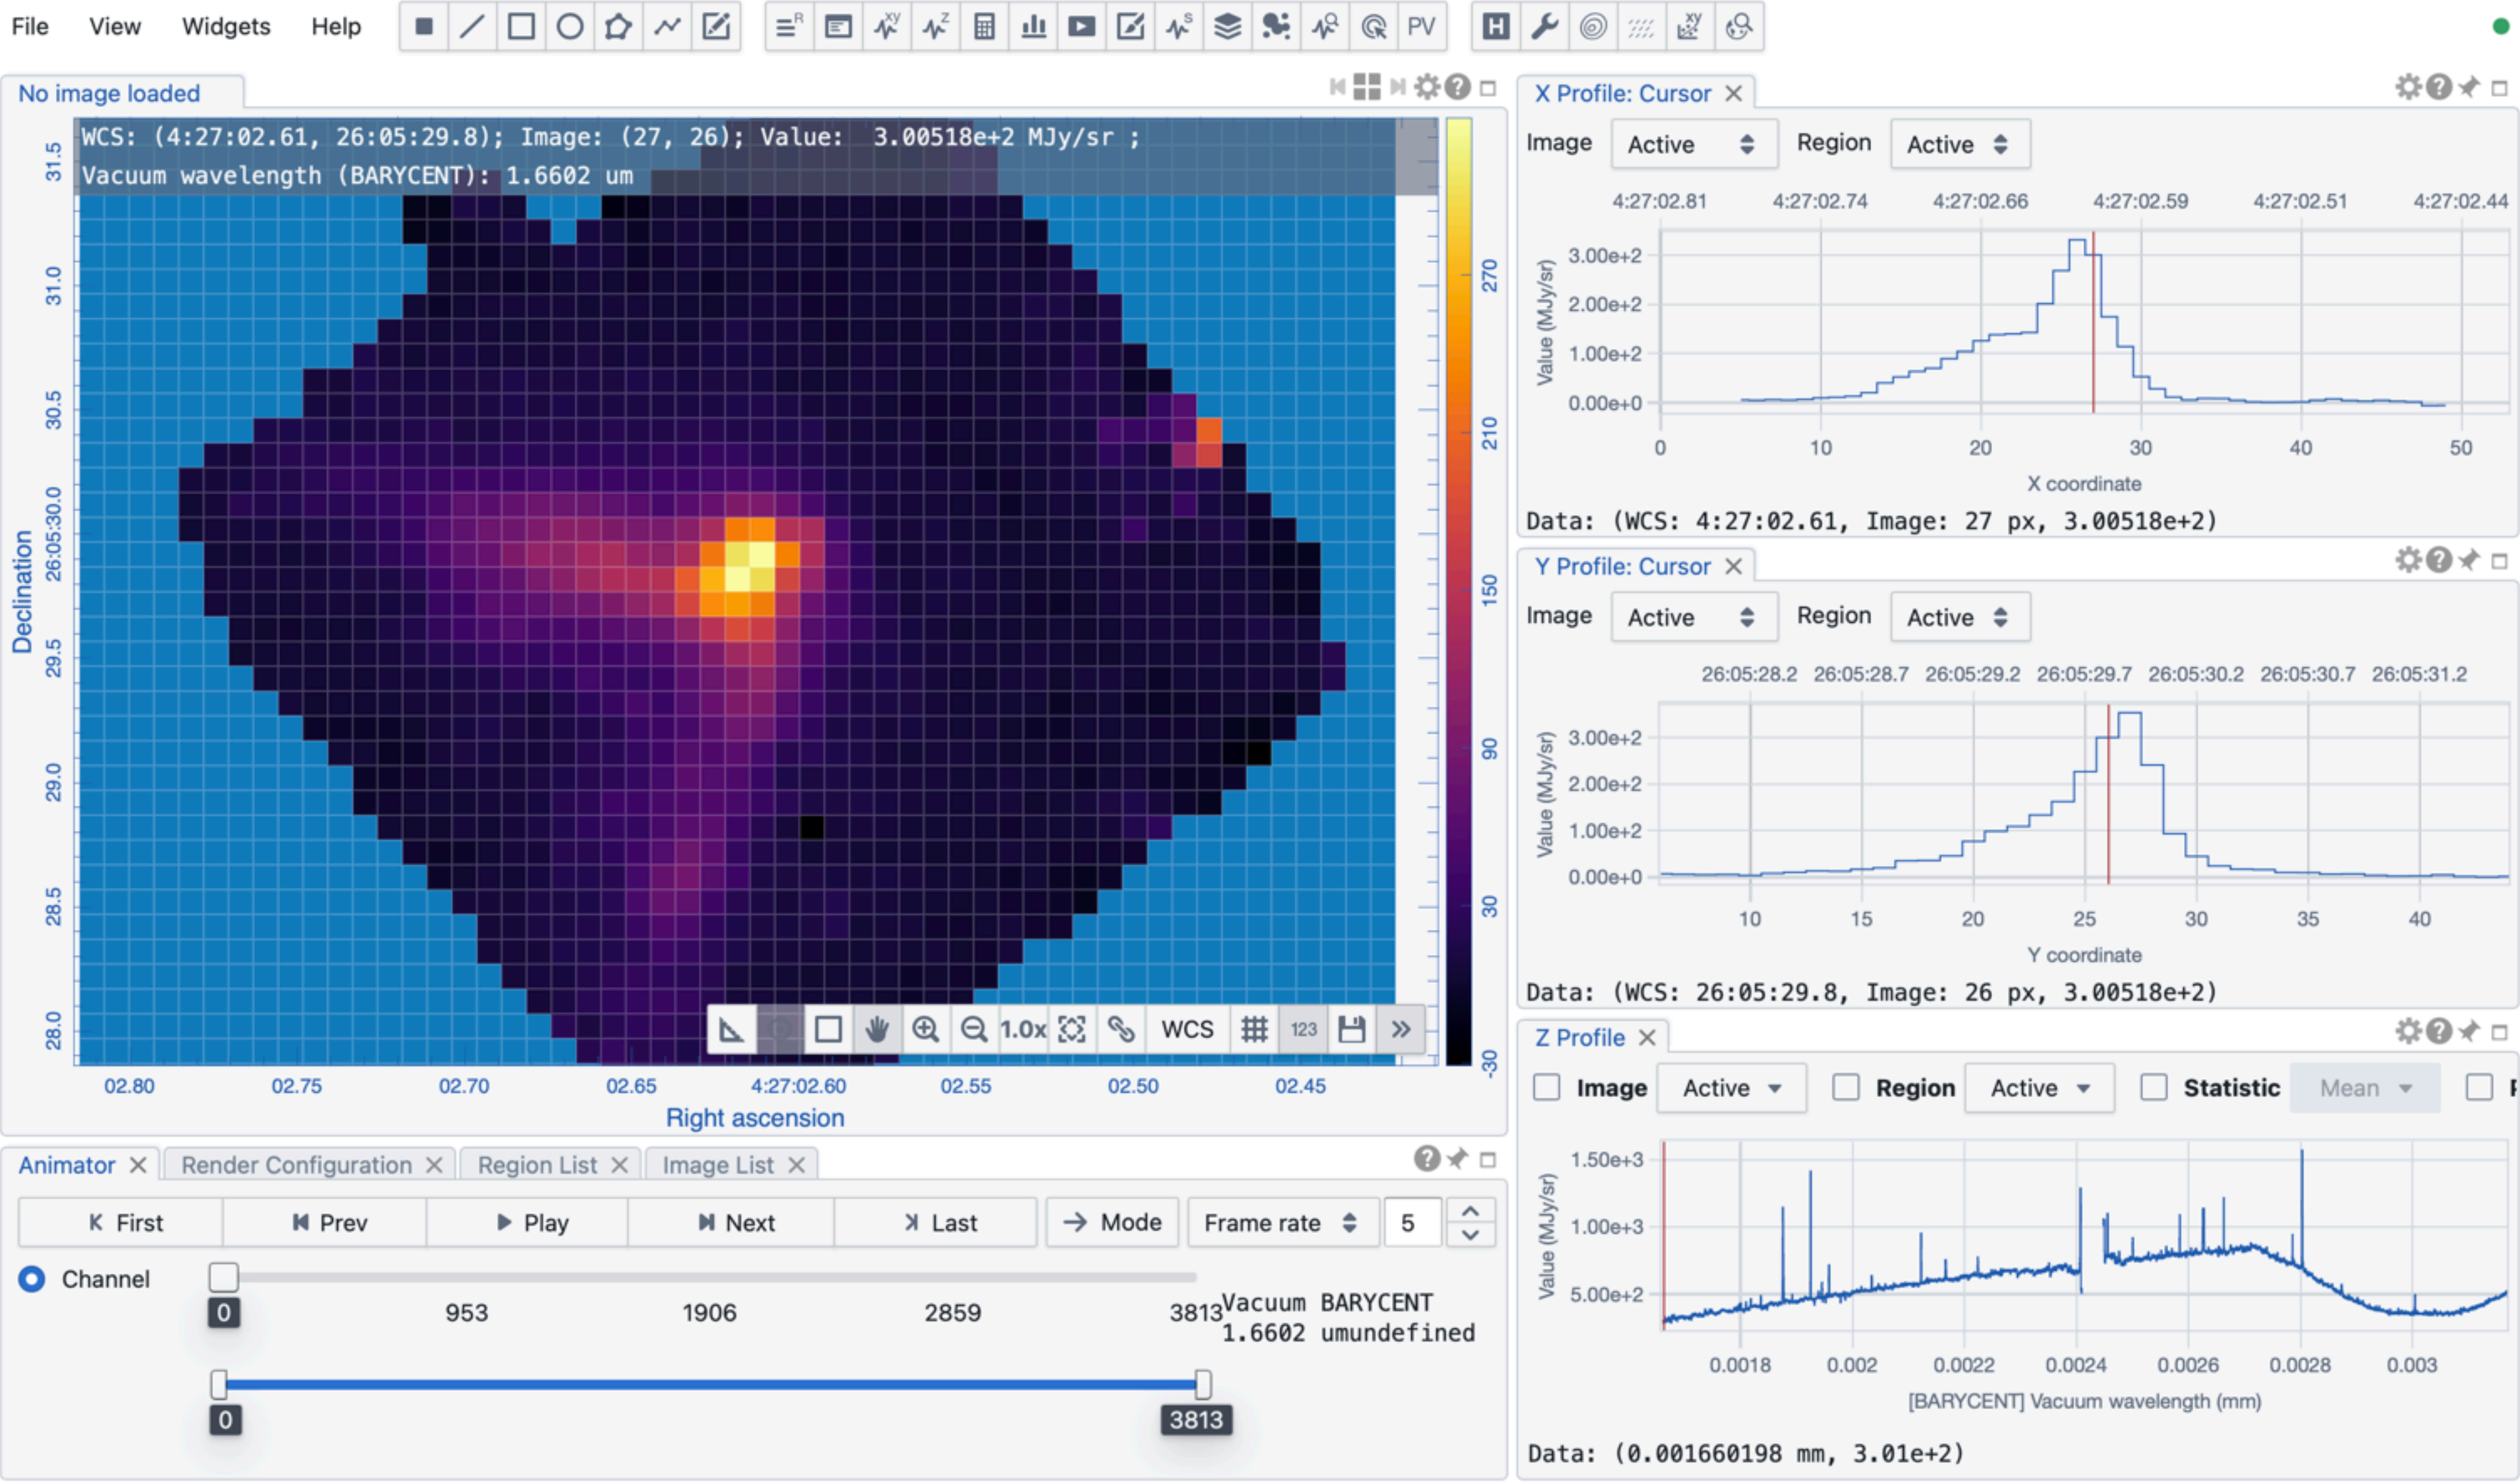 File View Widgets Help
R XY Z S PV H XY
No image loaded
WCS: (4:27:02.61, 26:05:29.8); Image: (27, 26); Value: 3.00518e+2 MJy/sr ;
Vacuum wavelength (BARYCENT): 1.6602 um
Declination
31.5
31.0
30.5
26:05:30.0
29.5
29.0
28.5
28.0
270
210
150
90
30
-30
1.0x WCS 123 »
02.80 02.75 02.70 02.65 4:27:02.60 02.55 02.50 02.45
Right ascension
Animator Render Configuration Region List Image List
First Prev Play Next Last Mode Frame rate 5
Channel
0 953 1906 2859 3813
Vacuum BARYCENT
1.6602 umundefined
0 3813
X Profile: Cursor
Image Active Region Active
4:27:02.81 4:27:02.74 4:27:02.66 4:27:02.59 4:27:02.51 4:27:02.44
Value (MJy/sr)
3.00e+2
2.00e+2
1.00e+2
0.00e+0
0 10 20 30 40 50
X coordinate
Data: (WCS: 4:27:02.61, Image: 27 px, 3.00518e+2)
Y Profile: Cursor
Image Active Region Active
26:05:28.2 26:05:28.7 26:05:29.2 26:05:29.7 26:05:30.2 26:05:30.7 26:05:31.2
Value (MJy/sr)
3.00e+2
2.00e+2
1.00e+2
0.00e+0
10 15 20 25 30 35 40
Y coordinate
Data: (WCS: 26:05:29.8, Image: 26 px, 3.00518e+2)
Z Profile
Image Active Region Active Statistic Mean
Value (MJy/sr)
1.50e+3
1.00e+3
5.00e+2
0.0018 0.002 0.0022 0.0024 0.0026 0.0028 0.003
[BARYCENT] Vacuum wavelength (mm)
Data: (0.001660198 mm, 3.01e+2)